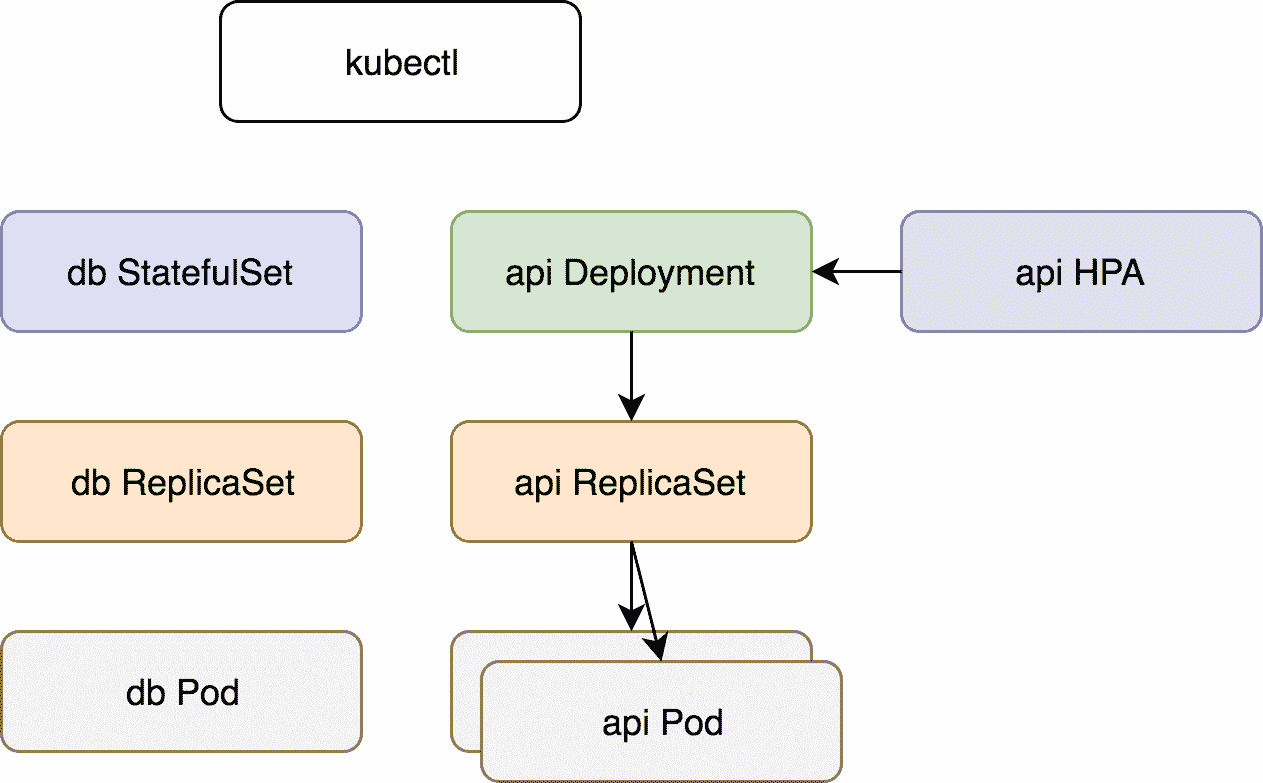 kubectl
db StatefulSet
api Deployment
api HPA
db ReplicaSet
api ReplicaSet
db Pod
api Pod